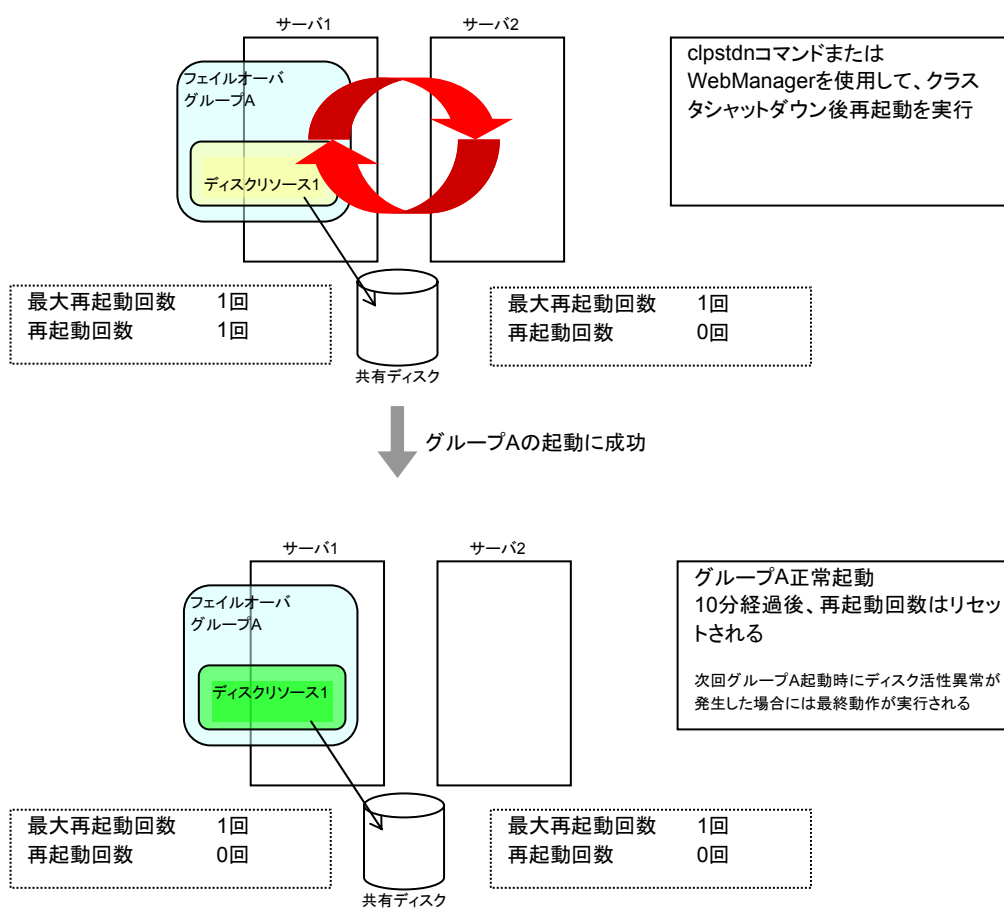 サーバ1
サーバ2
フェイルオーバ
グループA
ディスクリソース1
clpstdnコマンドまたは
WebManagerを使用して、クラス
タシャットダウン後再起動を実行
最大再起動回数 1回
再起動回数 1回
最大再起動回数 1回
再起動回数 0回
共有ディスク
グループAの起動に成功
サーバ1
サーバ2
フェイルオーバ
グループA
ディスクリソース1
グループA正常起動
10分経過後、再起動回数はリセッ
トされる
次回グループA起動時にディスク活性異常が
発生した場合には最終動作が実行される
最大再起動回数 1回
再起動回数 0回
最大再起動回数 1回
再起動回数 0回
共有ディスク